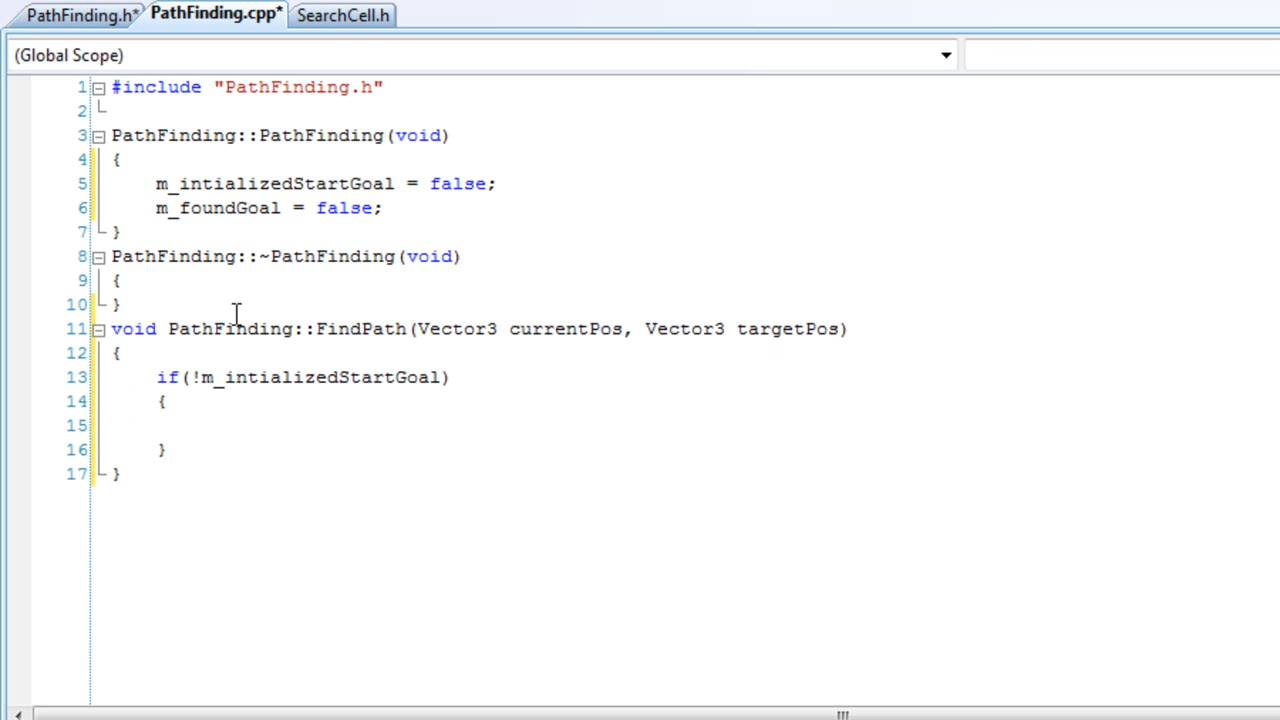 PathFinding.h* PathFinding.cpp* SearchCell.h
(Global Scope)
1 #include "PathFinding.h"
2
3 PathFinding::PathFinding(void)
4 {
5 m_intializedStartGoal = false;
6 m_foundGoal = false;
7 }
8 PathFinding::~PathFinding(void)
9 {
10 }
11 void PathFinding::FindPath(Vector3 currentPos, Vector3 targetPos)
12 {
13 if(!m_intializedStartGoal)
14 {
15
16 }
17 }